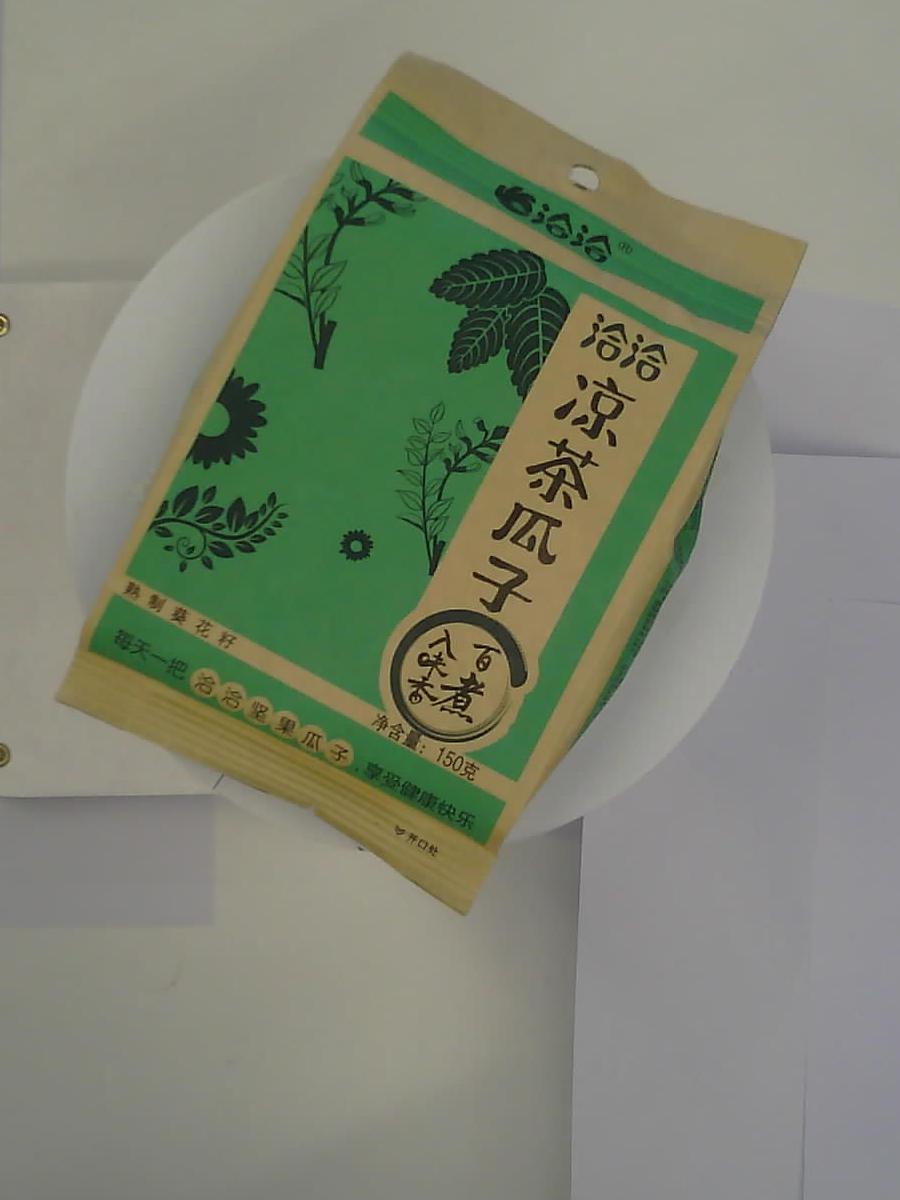 洽洽
洽洽
凉茶瓜子
百煮
入味香
熟制葵花籽
净含量：150克
每天一把洽洽坚果瓜子，享受健康快乐
开口处